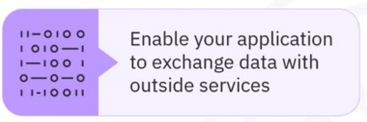 Enable your application
to exchange data with
outside services